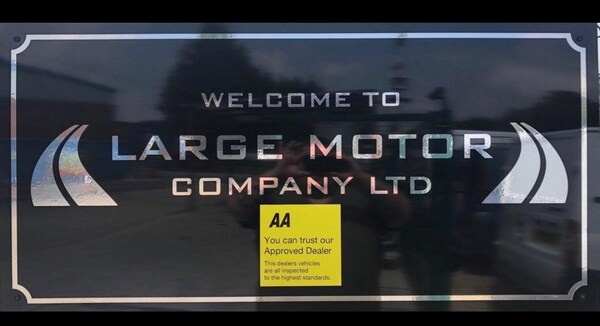 WELCOME TO
LARGE MOTOR
COMPANY LTD
AA
You can trust our
Approved Dealer
This dealers vehicles
are all inspected
to the highest standards.